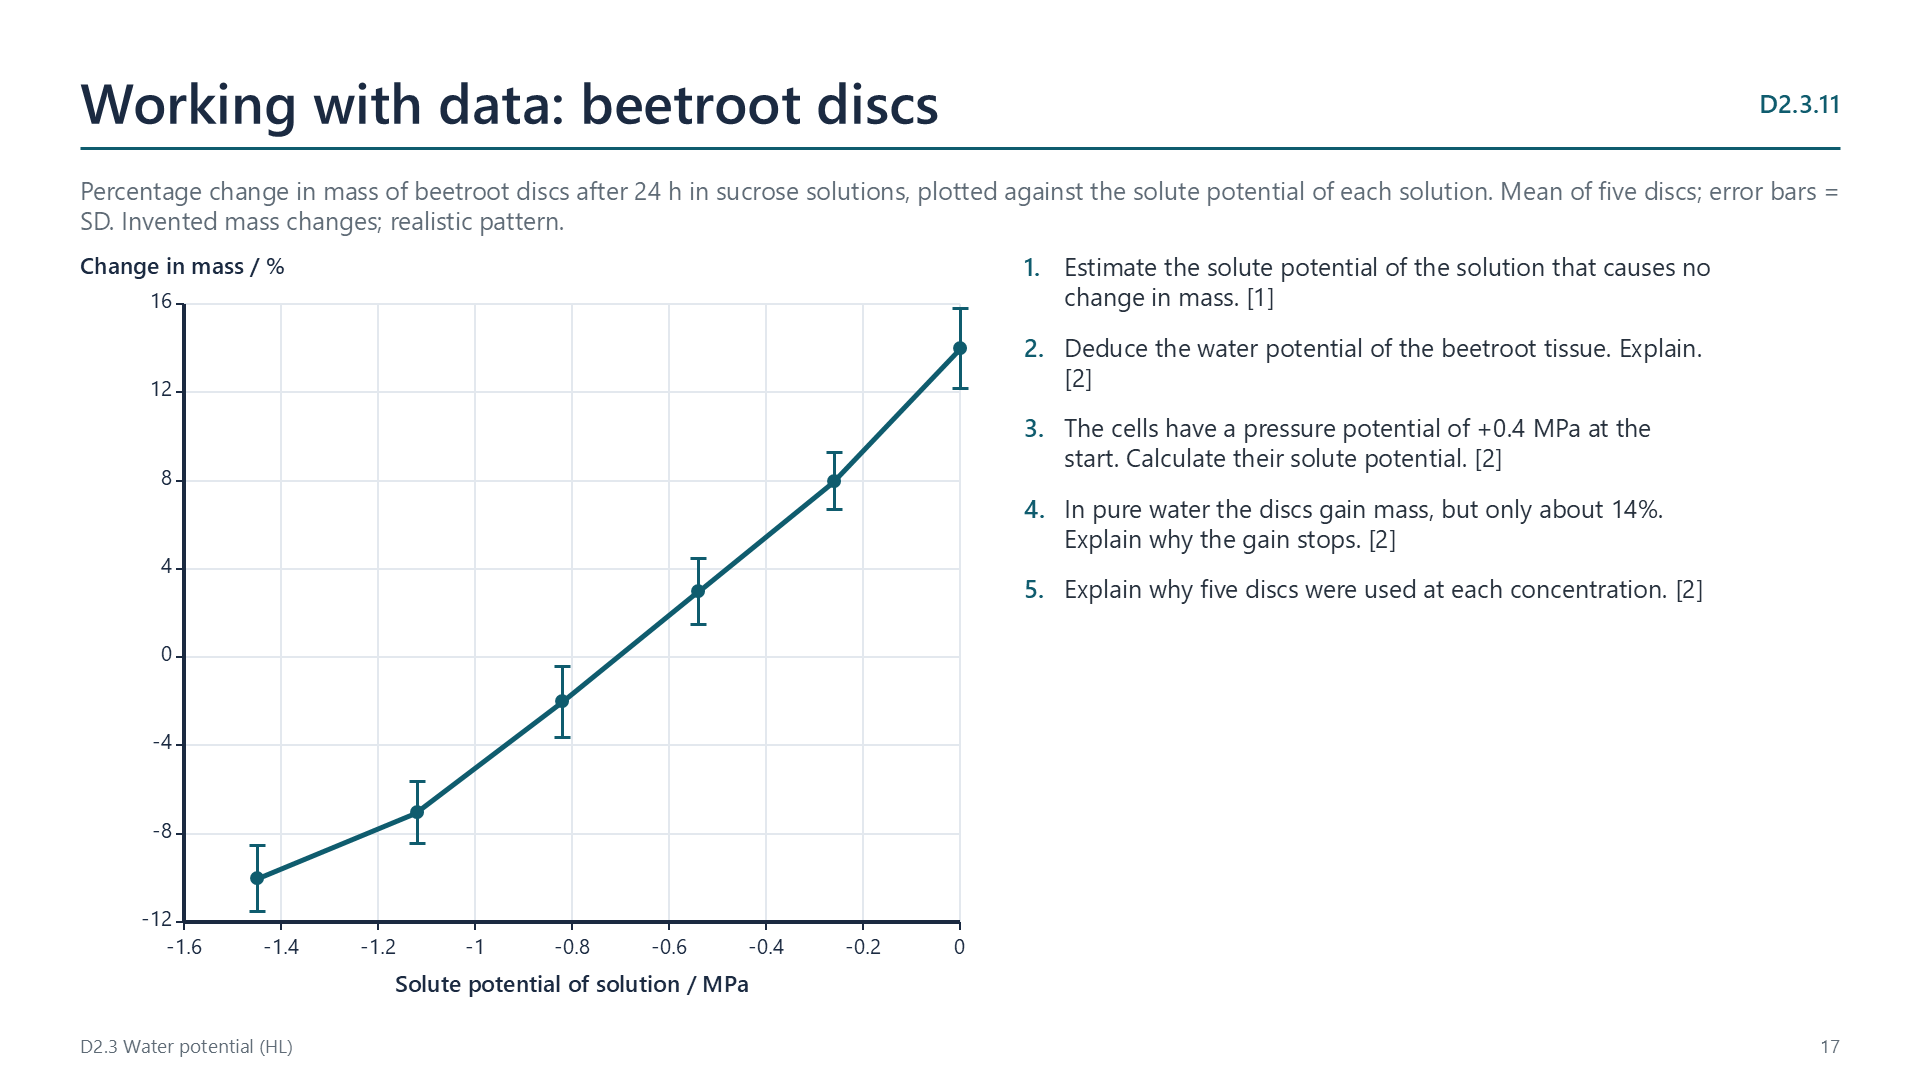 Working with data: beetroot discs
D2.3.11
Percentage change in mass of beetroot discs after 24 h in sucrose solutions, plotted against the solute potential of each solution. Mean of five discs; error bars =
SD. Invented mass changes; realistic pattern.
Change in mass / %
16
12
8
4
0
-4
-8
-12
-1.6
-1.4
-1.2
-1
-0.8
-0.6
-0.4
-0.2
0
Solute potential of solution / MPa
1. Estimate the solute potential of the solution that causes no
change in mass. [1]
2. Deduce the water potential of the beetroot tissue. Explain.
[2]
3. The cells have a pressure potential of +0.4 MPa at the
start. Calculate their solute potential. [2]
4. In pure water the discs gain mass, but only about 14%.
Explain why the gain stops. [2]
5. Explain why five discs were used at each concentration. [2]
D2.3 Water potential (HL)
17